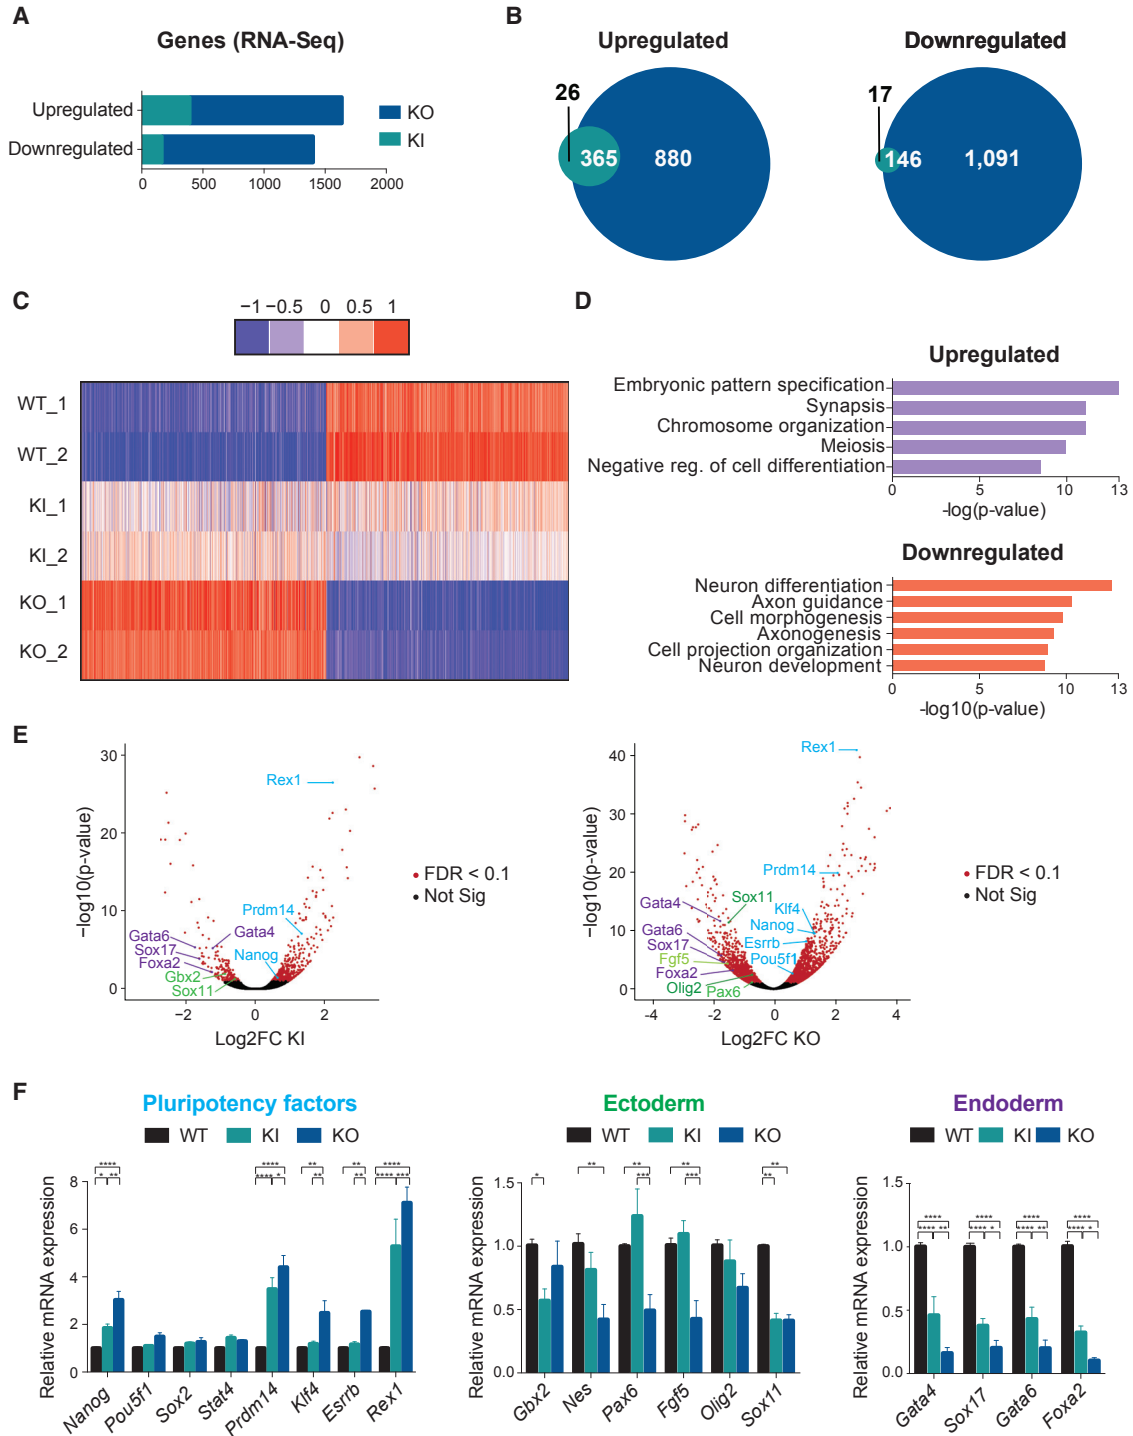 A
Genes (RNA-Seq)
Upregulated
Downregulated
KO
KI
0 500 1000 1500 2000
B
Upregulated
Downregulated
26
365
880
17
146
1,091
C
−1 −0.5 0 0.5 1
WT_1
WT_2
KI_1
KI_2
KO_1
KO_2
D
Upregulated
Embryonic pattern specification
Synapsis
Chromosome organization
Meiosis
Negative reg. of cell differentiation
0 5 10 13
-log(p-value)
Downregulated
Neuron differentiation
Axon guidance
Cell morphogenesis
Axonogenesis
Cell projection organization
Neuron development
0 5 10 13
-log10(p-value)
E
−log10(p-value)
30
20
10
0
Rex1
Prdm14
Gata6
Gata4
Sox17
Nanog
Foxa2
Gbx2
Sox11
−2 0 2
Log2FC KI
FDR < 0.1
Not Sig
−log10(p-value)
40
30
20
10
0
Rex1
Prdm14
Sox11
Gata4
Klf4
Nanog
Gata6
Esrrb
Sox17
Fgf5
Pou5f1
Foxa2
Olig2
Pax6
-4 −2 0 2 4
Log2FC KO
FDR < 0.1
Not Sig
F
Pluripotency factors
WT KI KO
Relative mRNA expression
8
6
4
2
0
**** * **
**** **** *
** **
** **
**** **** ***
Nanog Pou5f1 Sox2 Stat4 Prdm14 Klf4 Esrrb Rex1
Ectoderm
WT KI KO
Relative mRNA expression
1.5
1.0
0.5
0.0
*
**
** ***
** ***
** **
Gbx2 Nes Pax6 Fgf5 Olig2 Sox11
Endoderm
WT KI KO
Relative mRNA expression
1.5
1.0
0.5
0.0
**** **** **
**** **** *
**** **** **
**** **** *
Gata4 Sox17 Gata6 Foxa2